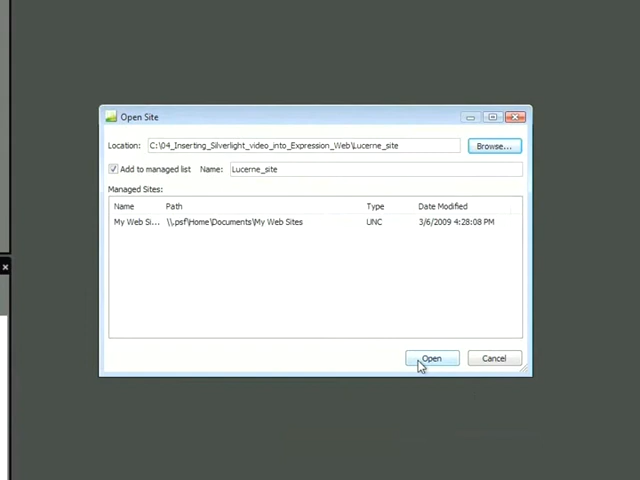 Open Site
Location: C:\04_Inserting_Silverlight_video_into_Expression_Web\Lucerne_site Browse...
Add to managed list Name: Lucerne_site
Managed Sites:
Name Path Type Date Modified
My Web Si... \\.psf\Home\Documents\My Web Sites UNC 3/6/2009 4:28:08 PM
Open Cancel